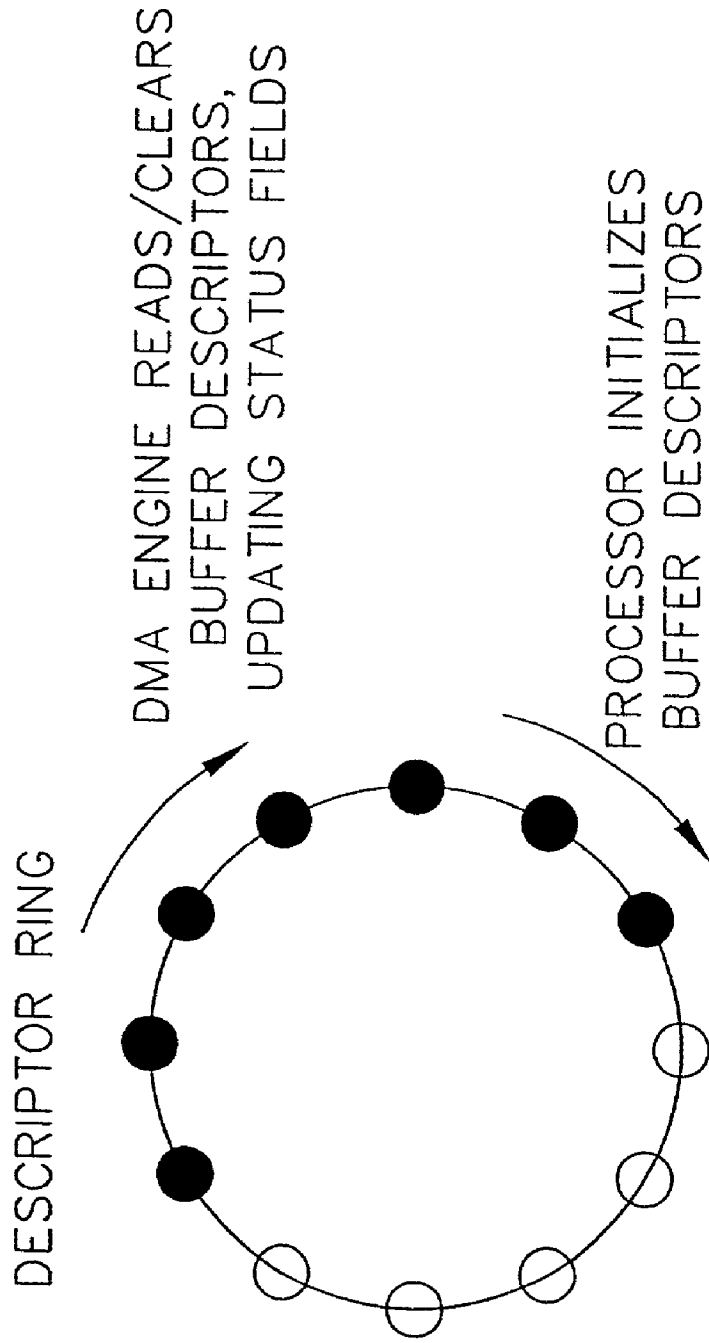 DESCRIPTOR RING
DMA ENGINE READS/CLEARS
BUFFER DESCRIPTORS,
UPDATING STATUS FIELDS
PROCESSOR INITIALIZES
BUFFER DESCRIPTORS